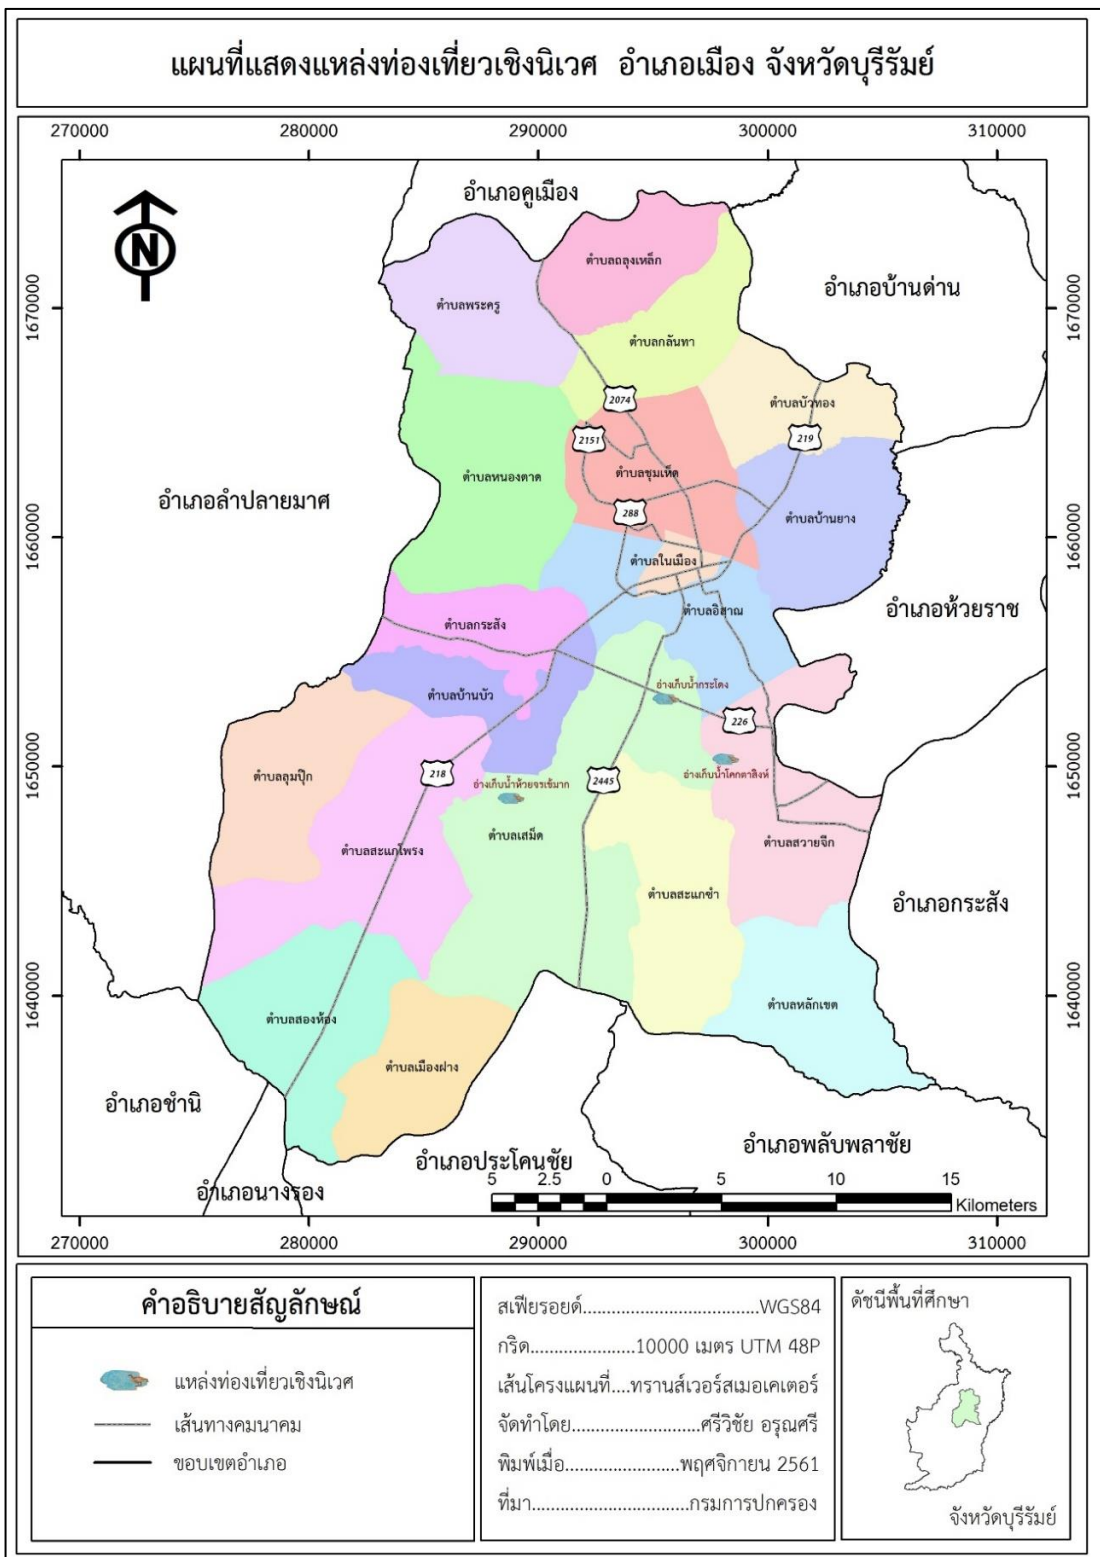 แผนที่แสดงแหล่งท่องเที่ยวเชิงนิเวศ อำเภอเมือง จังหวัดบุรีรัมย์
270000 280000 290000 300000 310000
อำเภอคูเมือง
N
ตำบลถลุงเหล็ก
อำเภอบ้านด่าน
ตำบลพระครู
1670000 1670000
ตำบลกลันทา
2074
ตำบลบัวทอง
2151
219
ตำบลชุมเห็ด
ตำบลหนองตาด
อำเภอลำปลายมาศ
288
ตำบลบ้านยาง
1660000 1660000
ตำบลในเมือง
ตำบลอิสาณ
อำเภอห้วยราช
ตำบลกระสัง
อ่างเก็บน้ำกระโดง
ตำบลบ้านบัว
226
ตำบลลุมปุ๊ก
218
2445
อ่างเก็บน้ำโคกตาสิงห์
1650000 1650000
อ่างเก็บน้ำห้วยจรเข้มาก
ตำบลเสม็ด
ตำบลสวายจีก
ตำบลสะแกโพรง
ตำบลสะแกซำ
อำเภอกระสัง
1640000 1640000
ตำบลหลักเขต
ตำบลสองห้อง
ตำบลเมืองฝาง
อำเภอชำนิ
อำเภอพลับพลาชัย
อำเภอประโคนชัย
อำเภอนางรอง
5 2.5 0 5 10 15
Kilometers
270000 280000 290000 300000 310000
คำอธิบายสัญลักษณ์
แหล่งท่องเที่ยวเชิงนิเวศ
เส้นทางคมนาคม
ขอบเขตอำเภอ
สเฟียรอยด์..................................WGS84
กริด.....................10000 เมตร UTM 48P
เส้นโครงแผนที่....ทรานส์เวอร์สเมอเคเตอร์
จัดทำโดย.........................ศรีวิชัย อรุณศรี
พิมพ์เมื่อ......................พฤศจิกายน 2561
ที่มา..............................กรมการปกครอง
ดัชนีพื้นที่ศึกษา
จังหวัดบุรีรัมย์